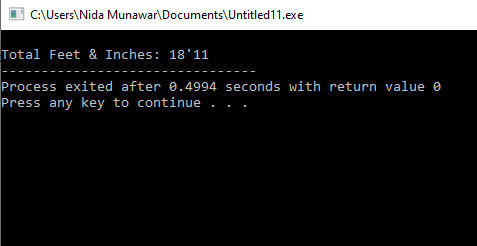 C:\Users\Nida Munawar\Documents\Untitled11.exe
Total Feet & Inches: 18'11
--------------------------------
Process exited after 0.4994 seconds with return value 0
Press any key to continue . . .